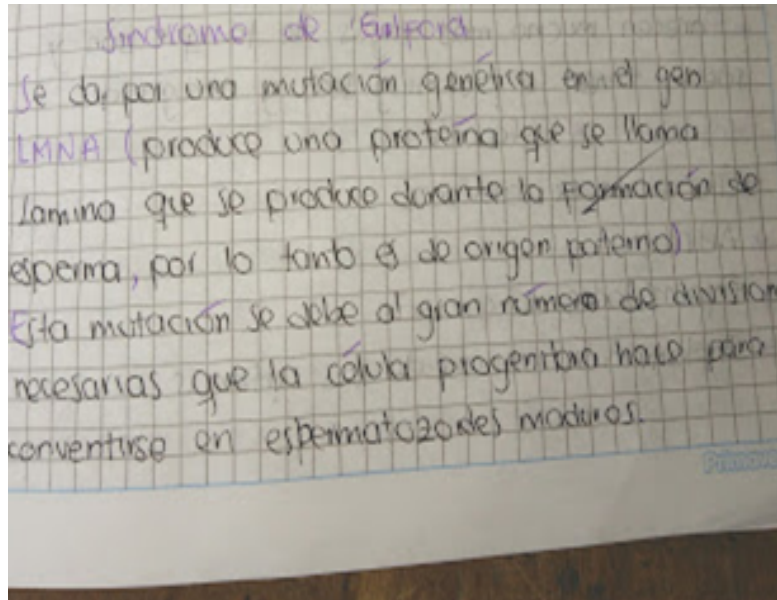 Síndrome de Guilford
Se da por una mutación genética en el gen
LMNA (produce una proteína que se llama
Lamina que se produce durante la formación de
esperma, por lo tanto es de origen paterno)
Esta mutación se debe al gran número de division
necesarias que la célula progenitora hace para
conventirse en espermatozoides maduros.